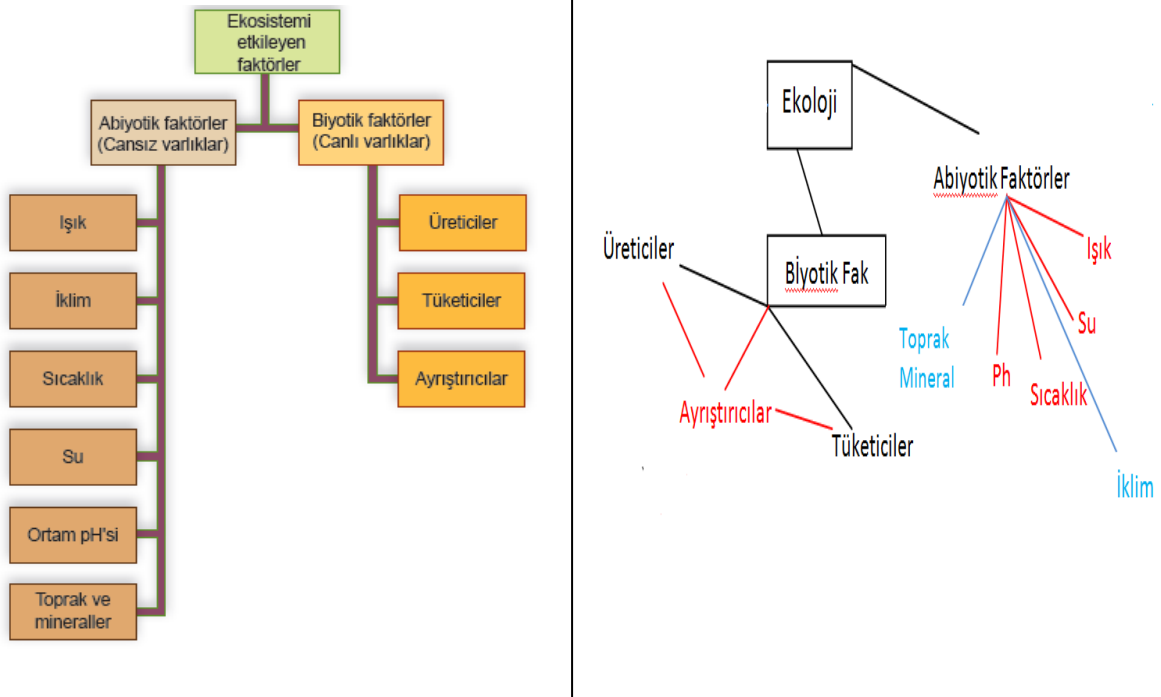 Ekosistemi
etkileyen
faktörler
Abiyotik faktörler
(Cansız varlıklar)
Biyotik faktörler
(Canlı varlıklar)
Işık
İklim
Sıcaklık
Su
Ortam pH'si
Toprak ve
mineraller
Üreticiler
Tüketiciler
Ayrıştırıcılar
Ekoloji
Abiyotik Faktörler
Üreticiler
Bİyotik Fak
Işık
Su
Toprak
Mineral
Ph
Sıcaklık
Ayrıştırıcılar
Tüketiciler
İklim